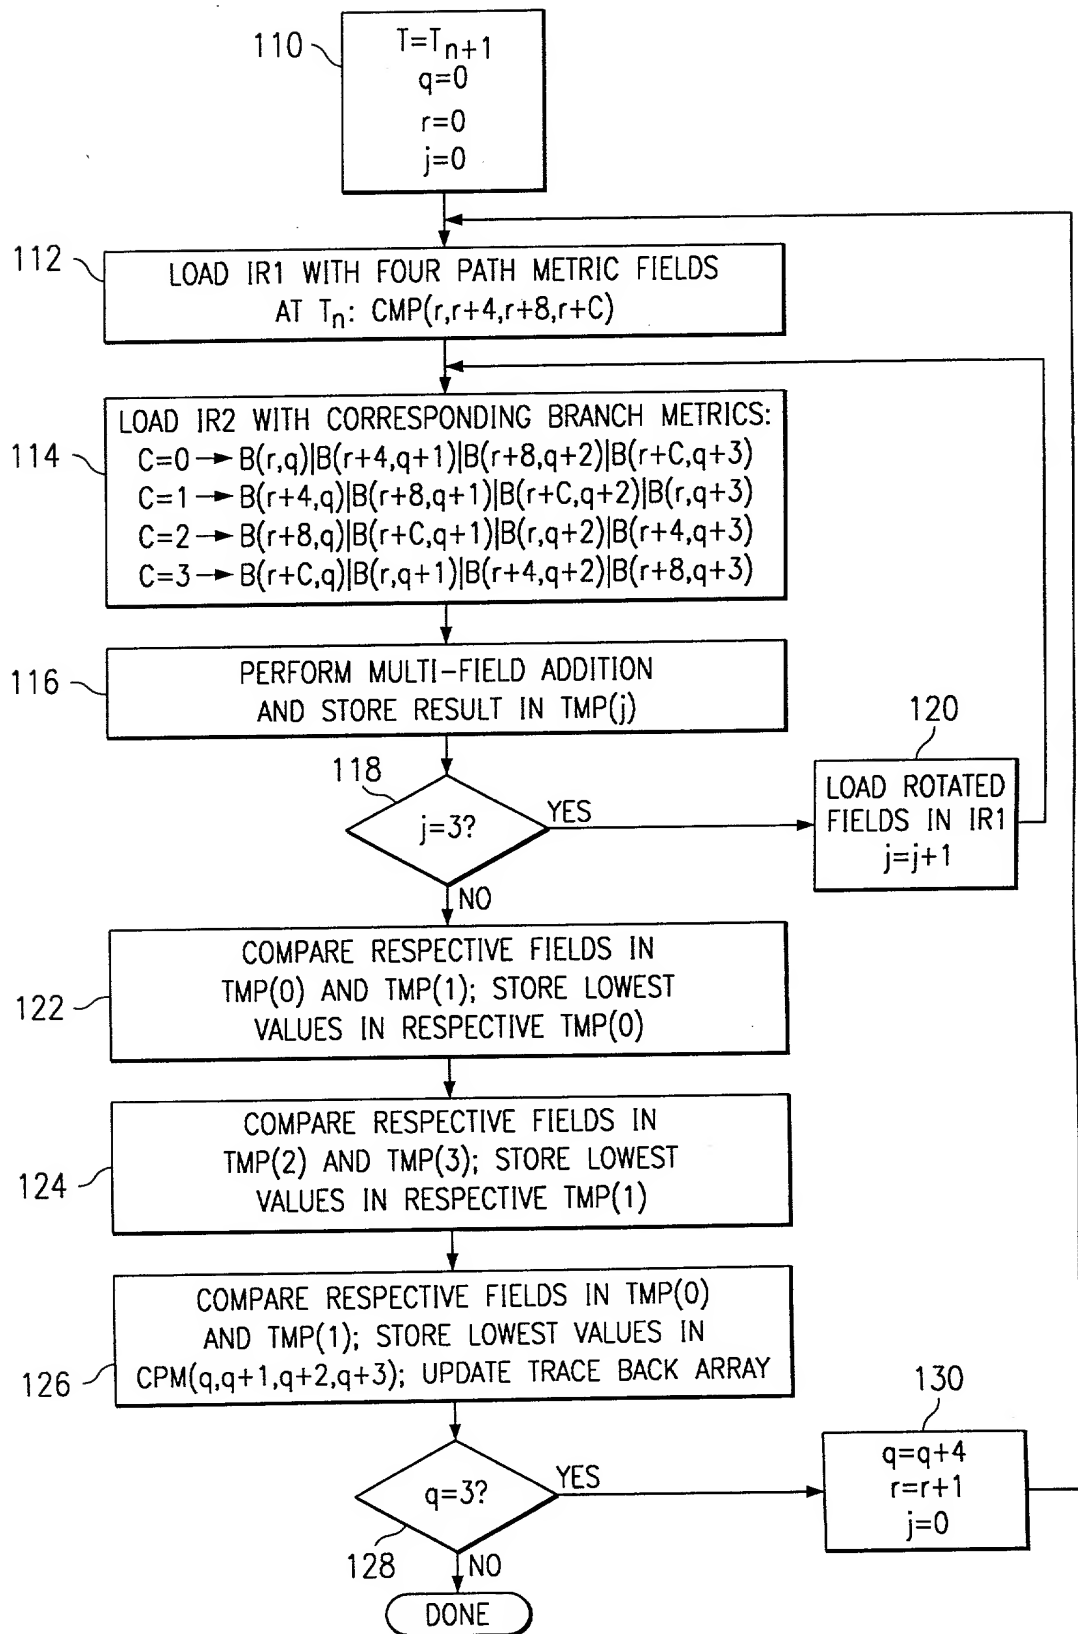 110
T=Tn+1
q=0
r=0
j=0
112
LOAD IR1 WITH FOUR PATH METRIC FIELDS
AT Tn: CMP(r,r+4,r+8,r+C)
114
LOAD IR2 WITH CORRESPONDING BRANCH METRICS:
C=0→B(r,q)|B(r+4,q+1)|B(r+8,q+2)|B(r+C,q+3)
C=1→B(r+4,q)|B(r+8,q+1)|B(r+C,q+2)|B(r,q+3)
C=2→B(r+8,q)|B(r+C,q+1)|B(r,q+2)|B(r+4,q+3)
C=3→B(r+C,q)|B(r,q+1)|B(r+4,q+2)|B(r+8,q+3)
116
PERFORM MULTI-FIELD ADDITION
AND STORE RESULT IN TMP(j)
118
j=3?
YES
NO
120
LOAD ROTATED
FIELDS IN IR1
j=j+1
122
COMPARE RESPECTIVE FIELDS IN
TMP(0) AND TMP(1); STORE LOWEST
VALUES IN RESPECTIVE TMP(0)
124
COMPARE RESPECTIVE FIELDS IN
TMP(2) AND TMP(3); STORE LOWEST
VALUES IN RESPECTIVE TMP(1)
126
COMPARE RESPECTIVE FIELDS IN TMP(0)
AND TMP(1); STORE LOWEST VALUES IN
CPM(q,q+1,q+2,q+3); UPDATE TRACE BACK ARRAY
128
q=3?
YES
NO
130
q=q+4
r=r+1
j=0
DONE